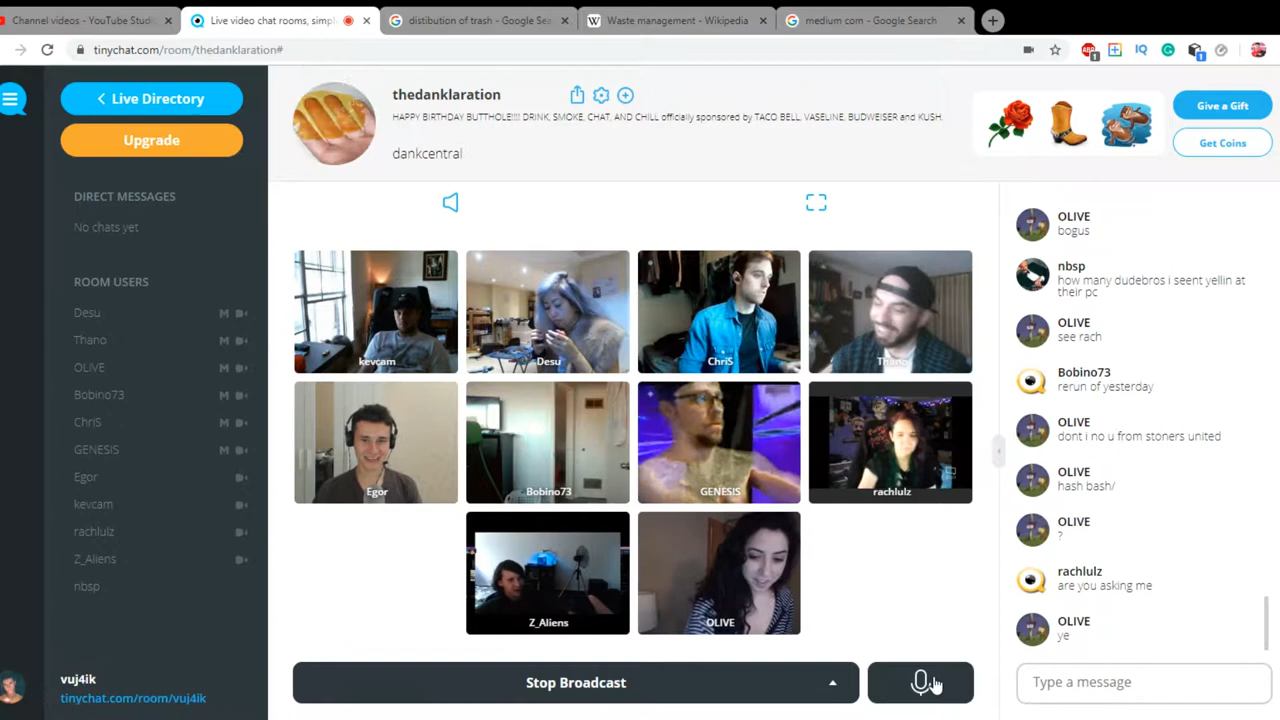 Channel videos - YouTube Studi
Live video chat rooms, simpl
distibution of trash - Google Sea
Waste management - Wikipedia
medium com - Google Search
tinychat.com/room/thedanklaration#
Live Directory
Upgrade
DIRECT MESSAGES
No chats yet
ROOM USERS
Desu M
Thano M
OLIVE M
Bobino73 M
ChriS M
GENESIS M
Egor
kevcam
rachlulz
Z_Aliens
nbsp
vuj4ik
tinychat.com/room/vuj4ik
thedanklaration
HAPPY BIRTHDAY BUTTHOLE!!!! DRINK, SMOKE, CHAT, AND CHILL officially sponsored by TACO BELL, VASELINE, BUDWEISER and KUSH.
dankcentral
Give a Gift
Get Coins
kevcam
Desu
ChriS
Thano
Egor
Bobino73
GENESIS
rachlulz
Z_Aliens
OLIVE
Stop Broadcast
OLIVE
bogus
nbsp
how many dudebros i seent yellin at
their pc
OLIVE
see rach
Bobino73
rerun of yesterday
OLIVE
dont i no u from stoners united
OLIVE
hash bash/
OLIVE
?
rachlulz
are you asking me
OLIVE
ye
Type a message